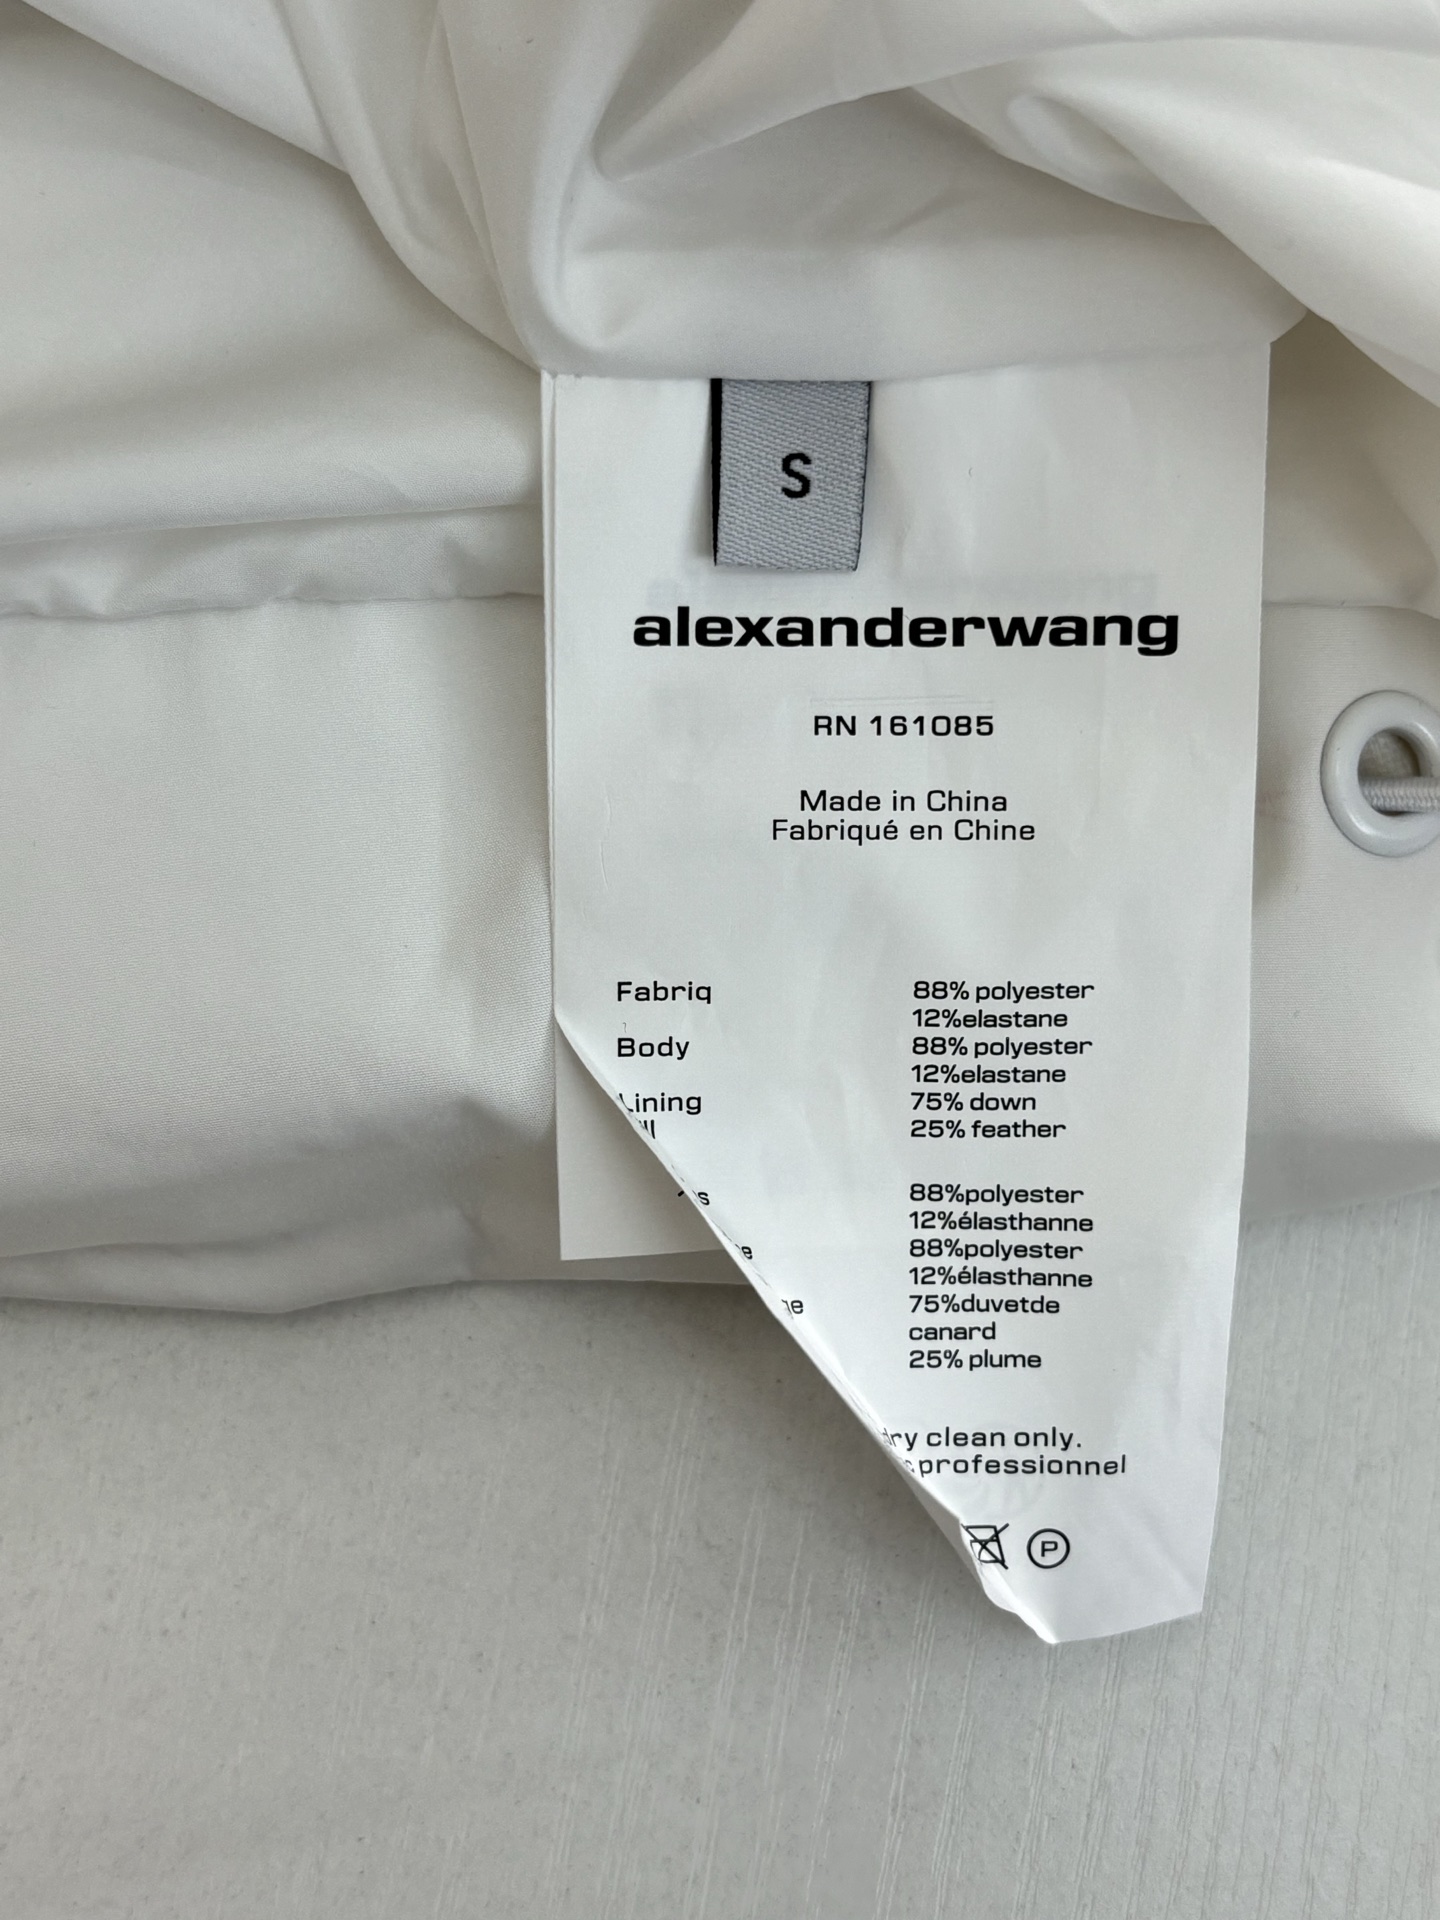 S
alexanderwang
RN 161085
Made in China
Fabriqué en Chine
Fabriq 88% polyester
12%elastane
Body 88% polyester
12%elastane
Lining 75% down
25% feather
88%polyester
12%élasthanne
88%polyester
12%élasthanne
75%duvetde
canard
25% plume
dry clean only.
professionnel
P